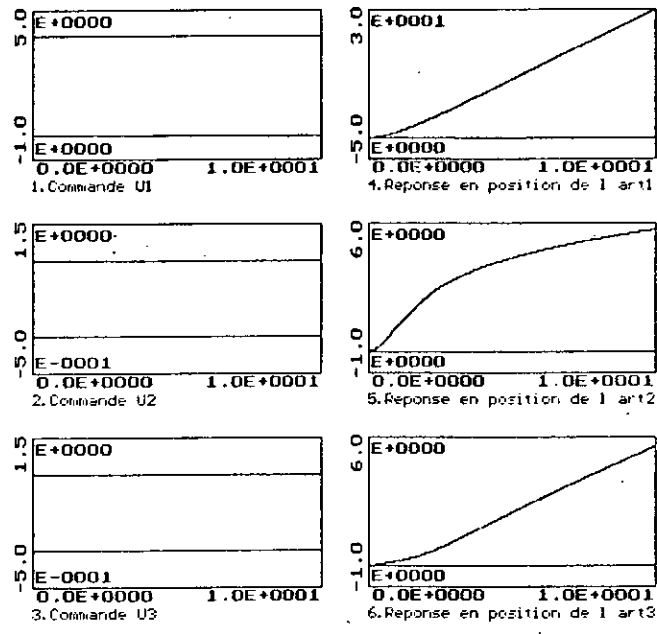 5.0
E+0000
-1.0
E+0000
0.0E+0000 1.0E+0001
1.Commande U1
3.0
E+0001
-5.0
E+0000
0.0E+0000 1.0E+0001
4.Reponse en position de l art1
1.5
E+0000
-5.0
E-0001
0.0E+0000 1.0E+0001
2.Commande U2
6.0
E+0000
-1.0
E+0000
0.0E+0000 1.0E+0001
5.Reponse en position de l art2
1.5
E+0000
-5.0
E-0001
0.0E+0000 1.0E+0001
3.Commande U3
6.0
E+0000
-1.0
E+0000
0.0E+0000 1.0E+0001
6.Reponse en position de l art3